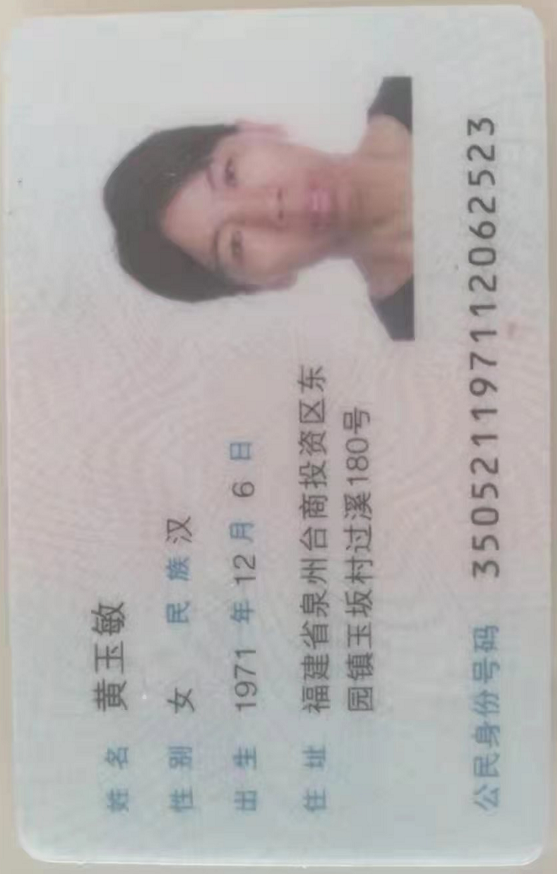 姓名 黄玉敏
性别 女 民族 汉
出生 1971 年 12 月 6 日
住址 福建省泉州台商投资区东
园镇玉坂村过溪180号
公民身份号码 350521197112062523